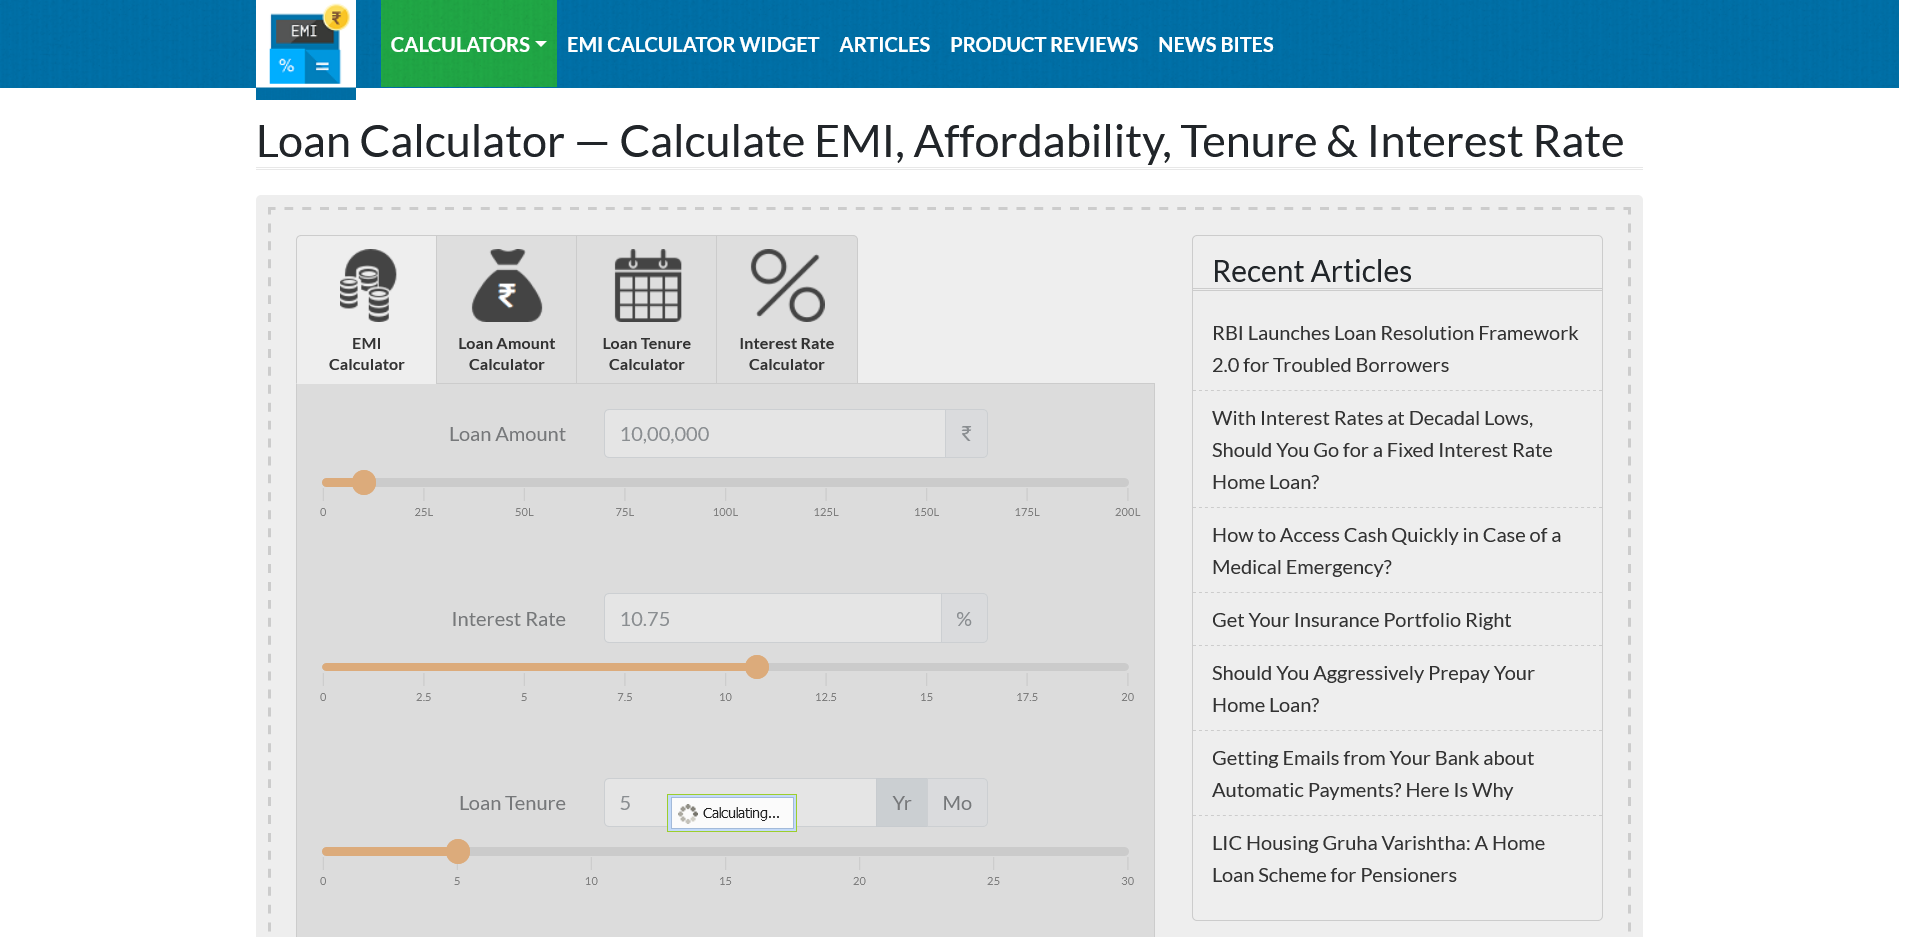 EMI
₹
%
=
CALCULATORS
EMI CALCULATOR WIDGET
ARTICLES
PRODUCT REVIEWS
NEWS BITES
Loan Calculator — Calculate EMI, Affordability, Tenure & Interest Rate
EMI
Calculator
₹
Loan Amount
Calculator
Loan Tenure
Calculator
Interest Rate
Calculator
Loan Amount
10,00,000
₹
0 25L 50L 75L 100L 125L 150L 175L 200L
Interest Rate
10.75
%
0 2.5 5 7.5 10 12.5 15 17.5 20
Loan Tenure
5
Calculating...
Yr
Mo
0 5 10 15 20 25 30
Recent Articles
RBI Launches Loan Resolution Framework
2.0 for Troubled Borrowers
With Interest Rates at Decadal Lows,
Should You Go for a Fixed Interest Rate
Home Loan?
How to Access Cash Quickly in Case of a
Medical Emergency?
Get Your Insurance Portfolio Right
Should You Aggressively Prepay Your
Home Loan?
Getting Emails from Your Bank about
Automatic Payments? Here Is Why
LIC Housing Gruha Varishtha: A Home
Loan Scheme for Pensioners